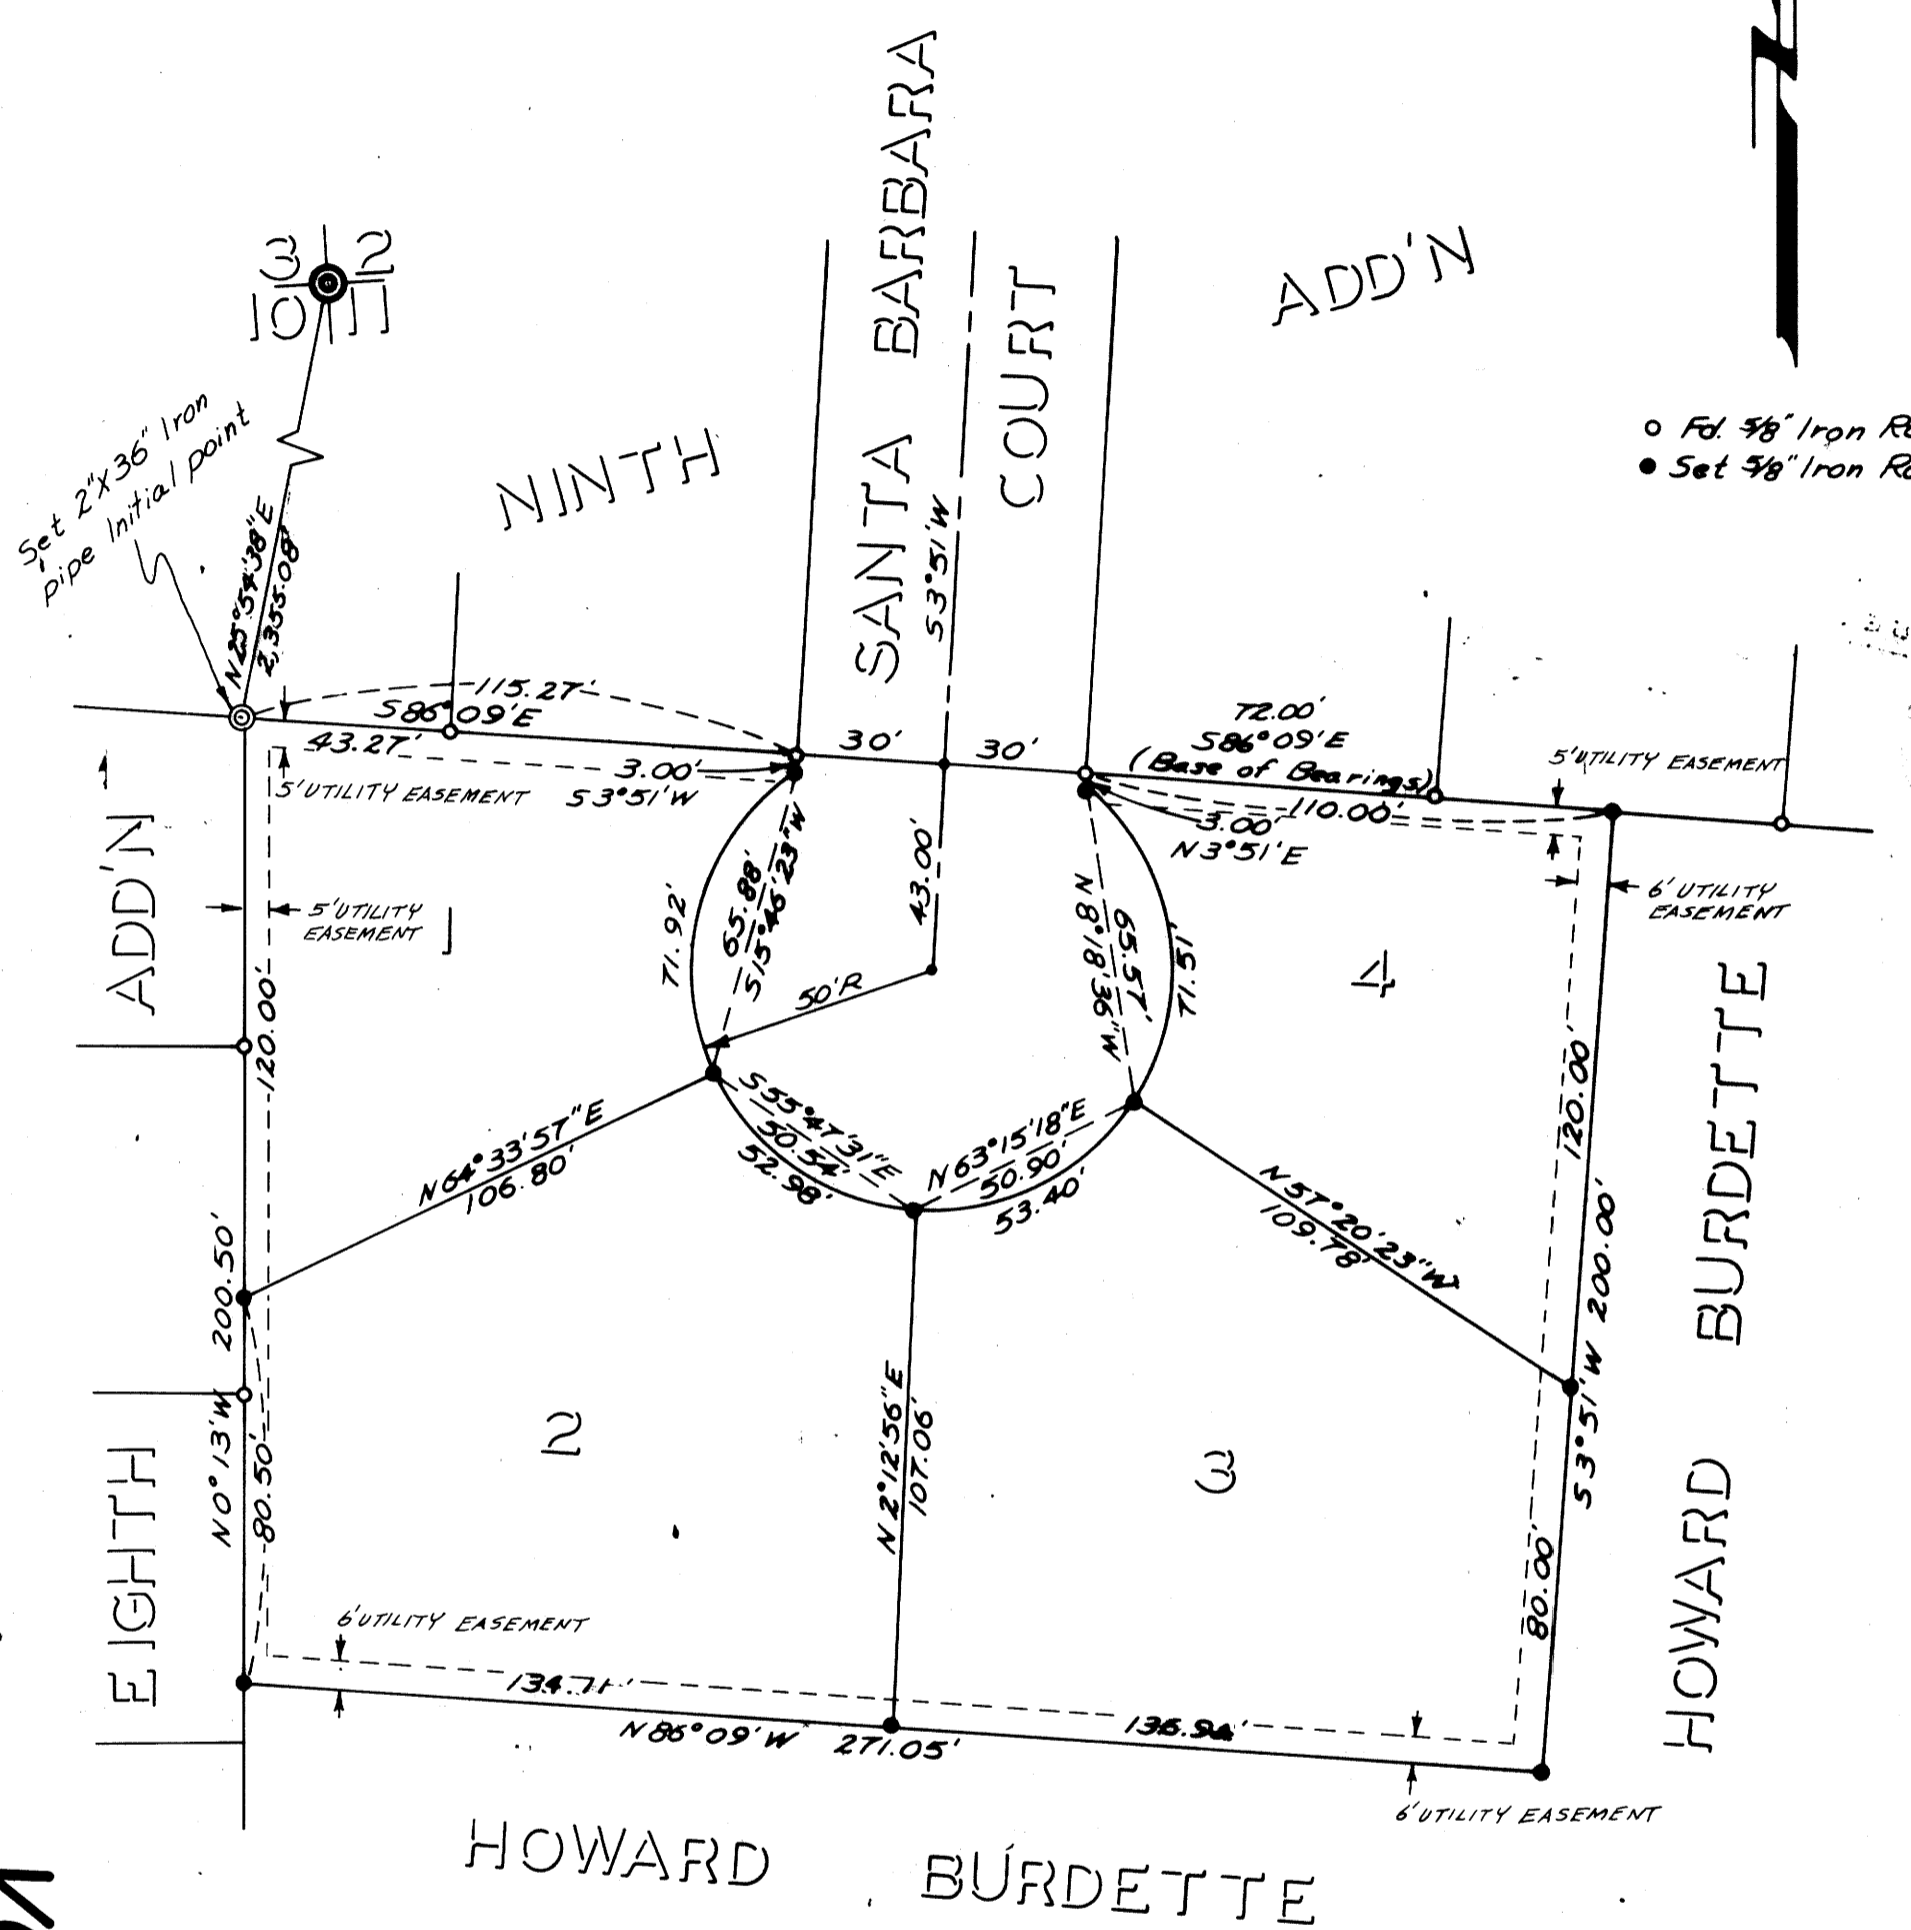 SANTA BARBARA
COURT
S3°51'W
ADD'N
3 2
10 11
Set 2"x36" Iron
pipe Initial point
N25°54'38"E
2,355.08'
NINTH
Fd. 5/8" Iron
Set 5/8" Iron
115.27'
S86°09'E
43.27'
3.00'
S3°51'W
5'UTILITY EASEMENT
30'
30'
72.00'
S86°09'E
(Base of Bearings)
110.00'
3.00'
N3°51'E
5'UTILITY EASEMENT
ADD'N
5'UTILITY
EASEMENT
120.00'
71.92'
65.88'
S15°46'23"W
43.00'
50'R
N8°18'36"W
65.57'
71.51'
4
6'UTILITY
EASEMENT
120.00'
N64°33'57"E
106.80'
S55°47'31"E
50.54'
52.98'
N63°15'18"E
50.90'
53.40'
N57°20'23"W
109.78'
N0°13'W 200.50'
80.50'
2
N2°12'56"E
107.06'
3
S3°51'W 200.00'
80.00'
HOWARD BURDETTE
EIGHTH
6'UTILITY EASEMENT
134.71'
N86°09'W 271.05'
6'UTILITY EASEMENT
HOWARD BURDETTE